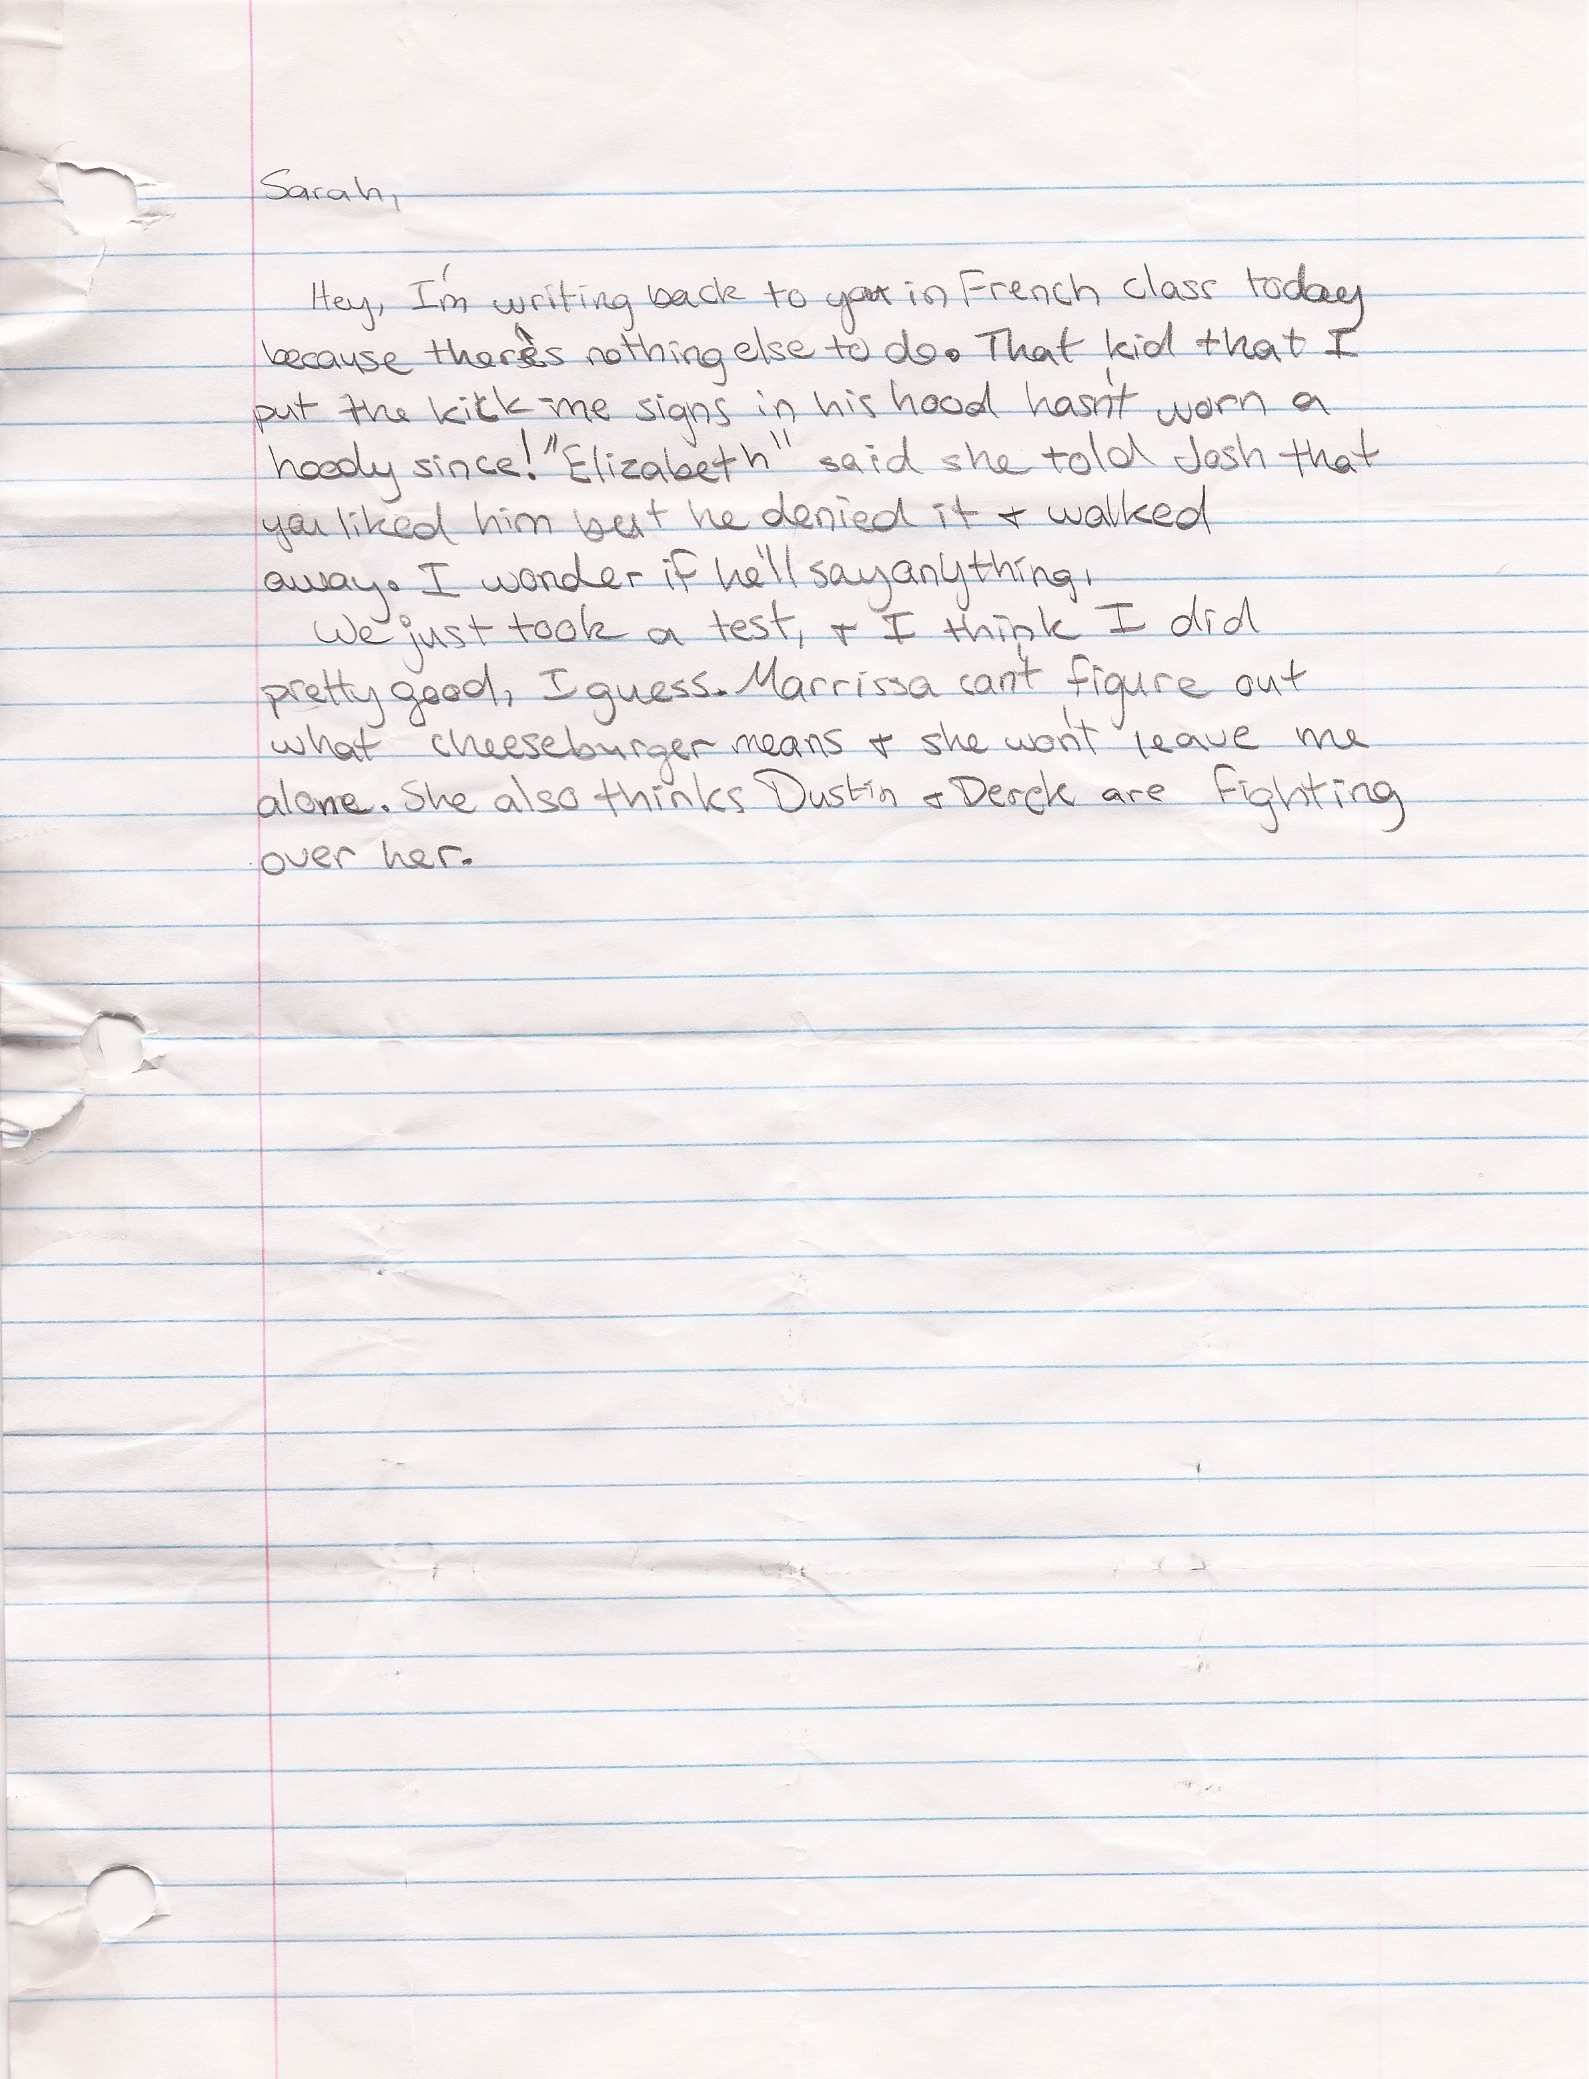 Sarah,
Hey, I'm writing back to you in French class today
because there's nothing else to do. That kid that I
put the kick me signs in his hood hasn't worn a
hoody since! "Elizabeth" said she told Josh that
you liked him but he denied it + walked
away. I wonder if he'll say anything.
We just took a test, + I think I did
pretty good, I guess. Marrissa can't figure out
what cheeseburger means + she won't leave me
alone. She also thinks Dustin + Derek are fighting
over her.